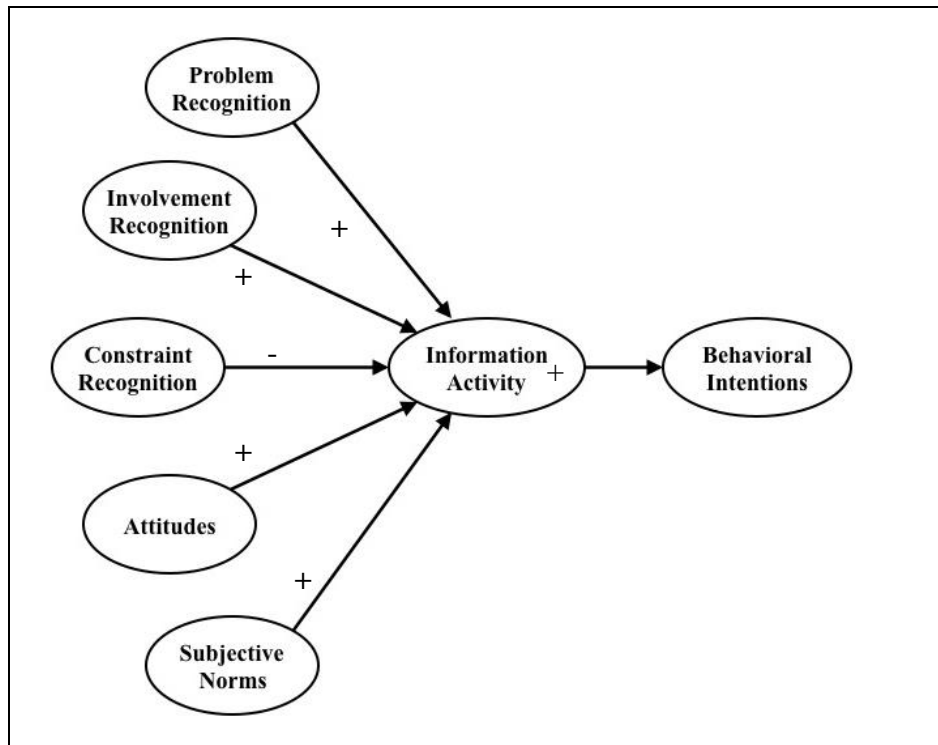 Problem
Recognition
Involvement
Recognition
+
+
Constraint
Recognition
-
Information
Activity
+
Behavioral
Intentions
+
Attitudes
+
Subjective
Norms